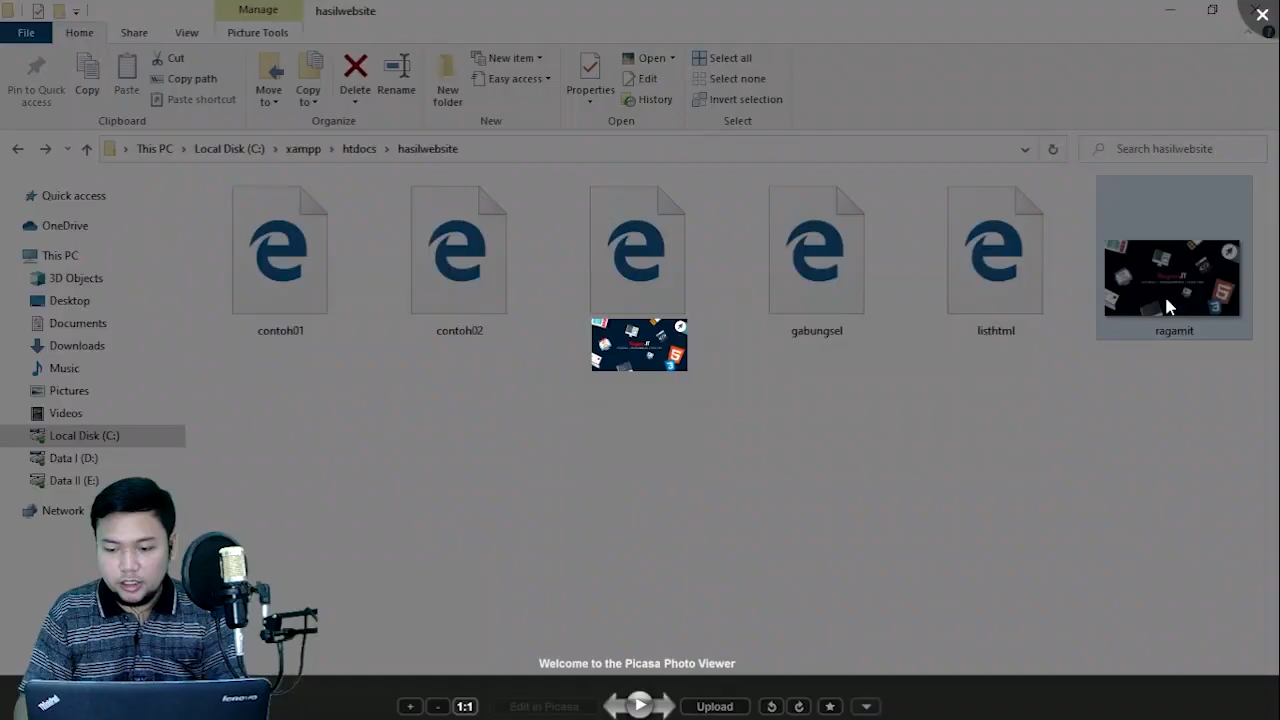 Manage
hasilwebsite
File
Home
Share
View
Picture Tools
Pin to Quick access
Copy
Paste
Cut
Copy path
Paste shortcut
Clipboard
Move to
Copy to
Delete
Rename
Organize
New folder
New item
Easy access
New
Properties
Open
Edit
History
Open
Select all
Select none
Invert selection
Select
This PC
Local Disk (C:)
xampp
htdocs
hasilwebsite
Search hasilwebsite
Quick access
OneDrive
This PC
3D Objects
Desktop
Documents
Downloads
Music
Pictures
Videos
Local Disk (C:)
Data I (D:)
Data II (E:)
Network
contoh01
contoh02
gabungsel
listhtml
ragamit
Welcome to the Picasa Photo Viewer
+
-
1:1
Edit in Picasa
Upload
ThinkPad
lenovo